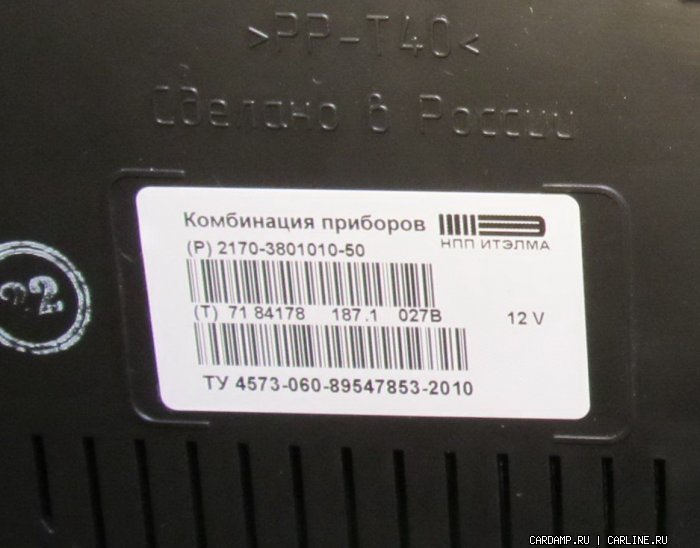 >PP-T40<
Сделано в России
Комбинация приборов
НПП ИТЭЛМА
(P) 2170-3801010-50
(T) 71 84178 187.1 027B 12 V
ТУ 4573-060-89547853-2010
22
CARDAMP.RU | CARLINE.RU